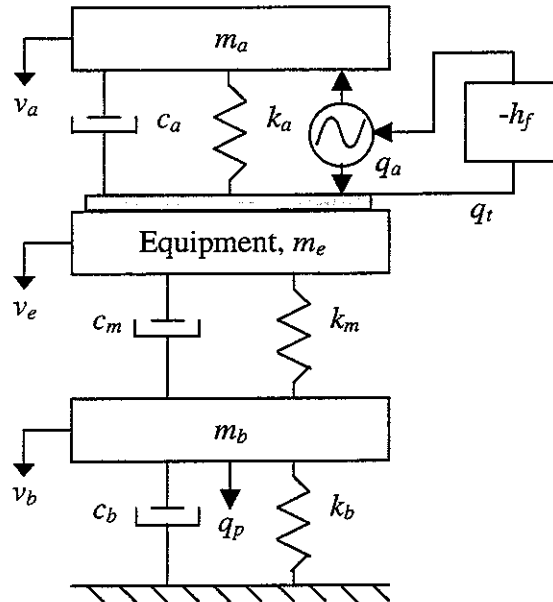 m_a
v_a
c_a
k_a
q_a
-h_f
q_t
Equipment, m_e
v_e
c_m
k_m
m_b
v_b
c_b
q_p
k_b